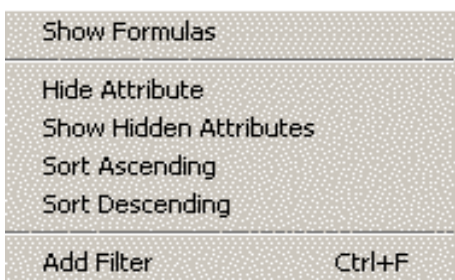 Show Formulas
Hide Attribute
Show Hidden Attributes
Sort Ascending
Sort Descending
Add Filter Ctrl+F